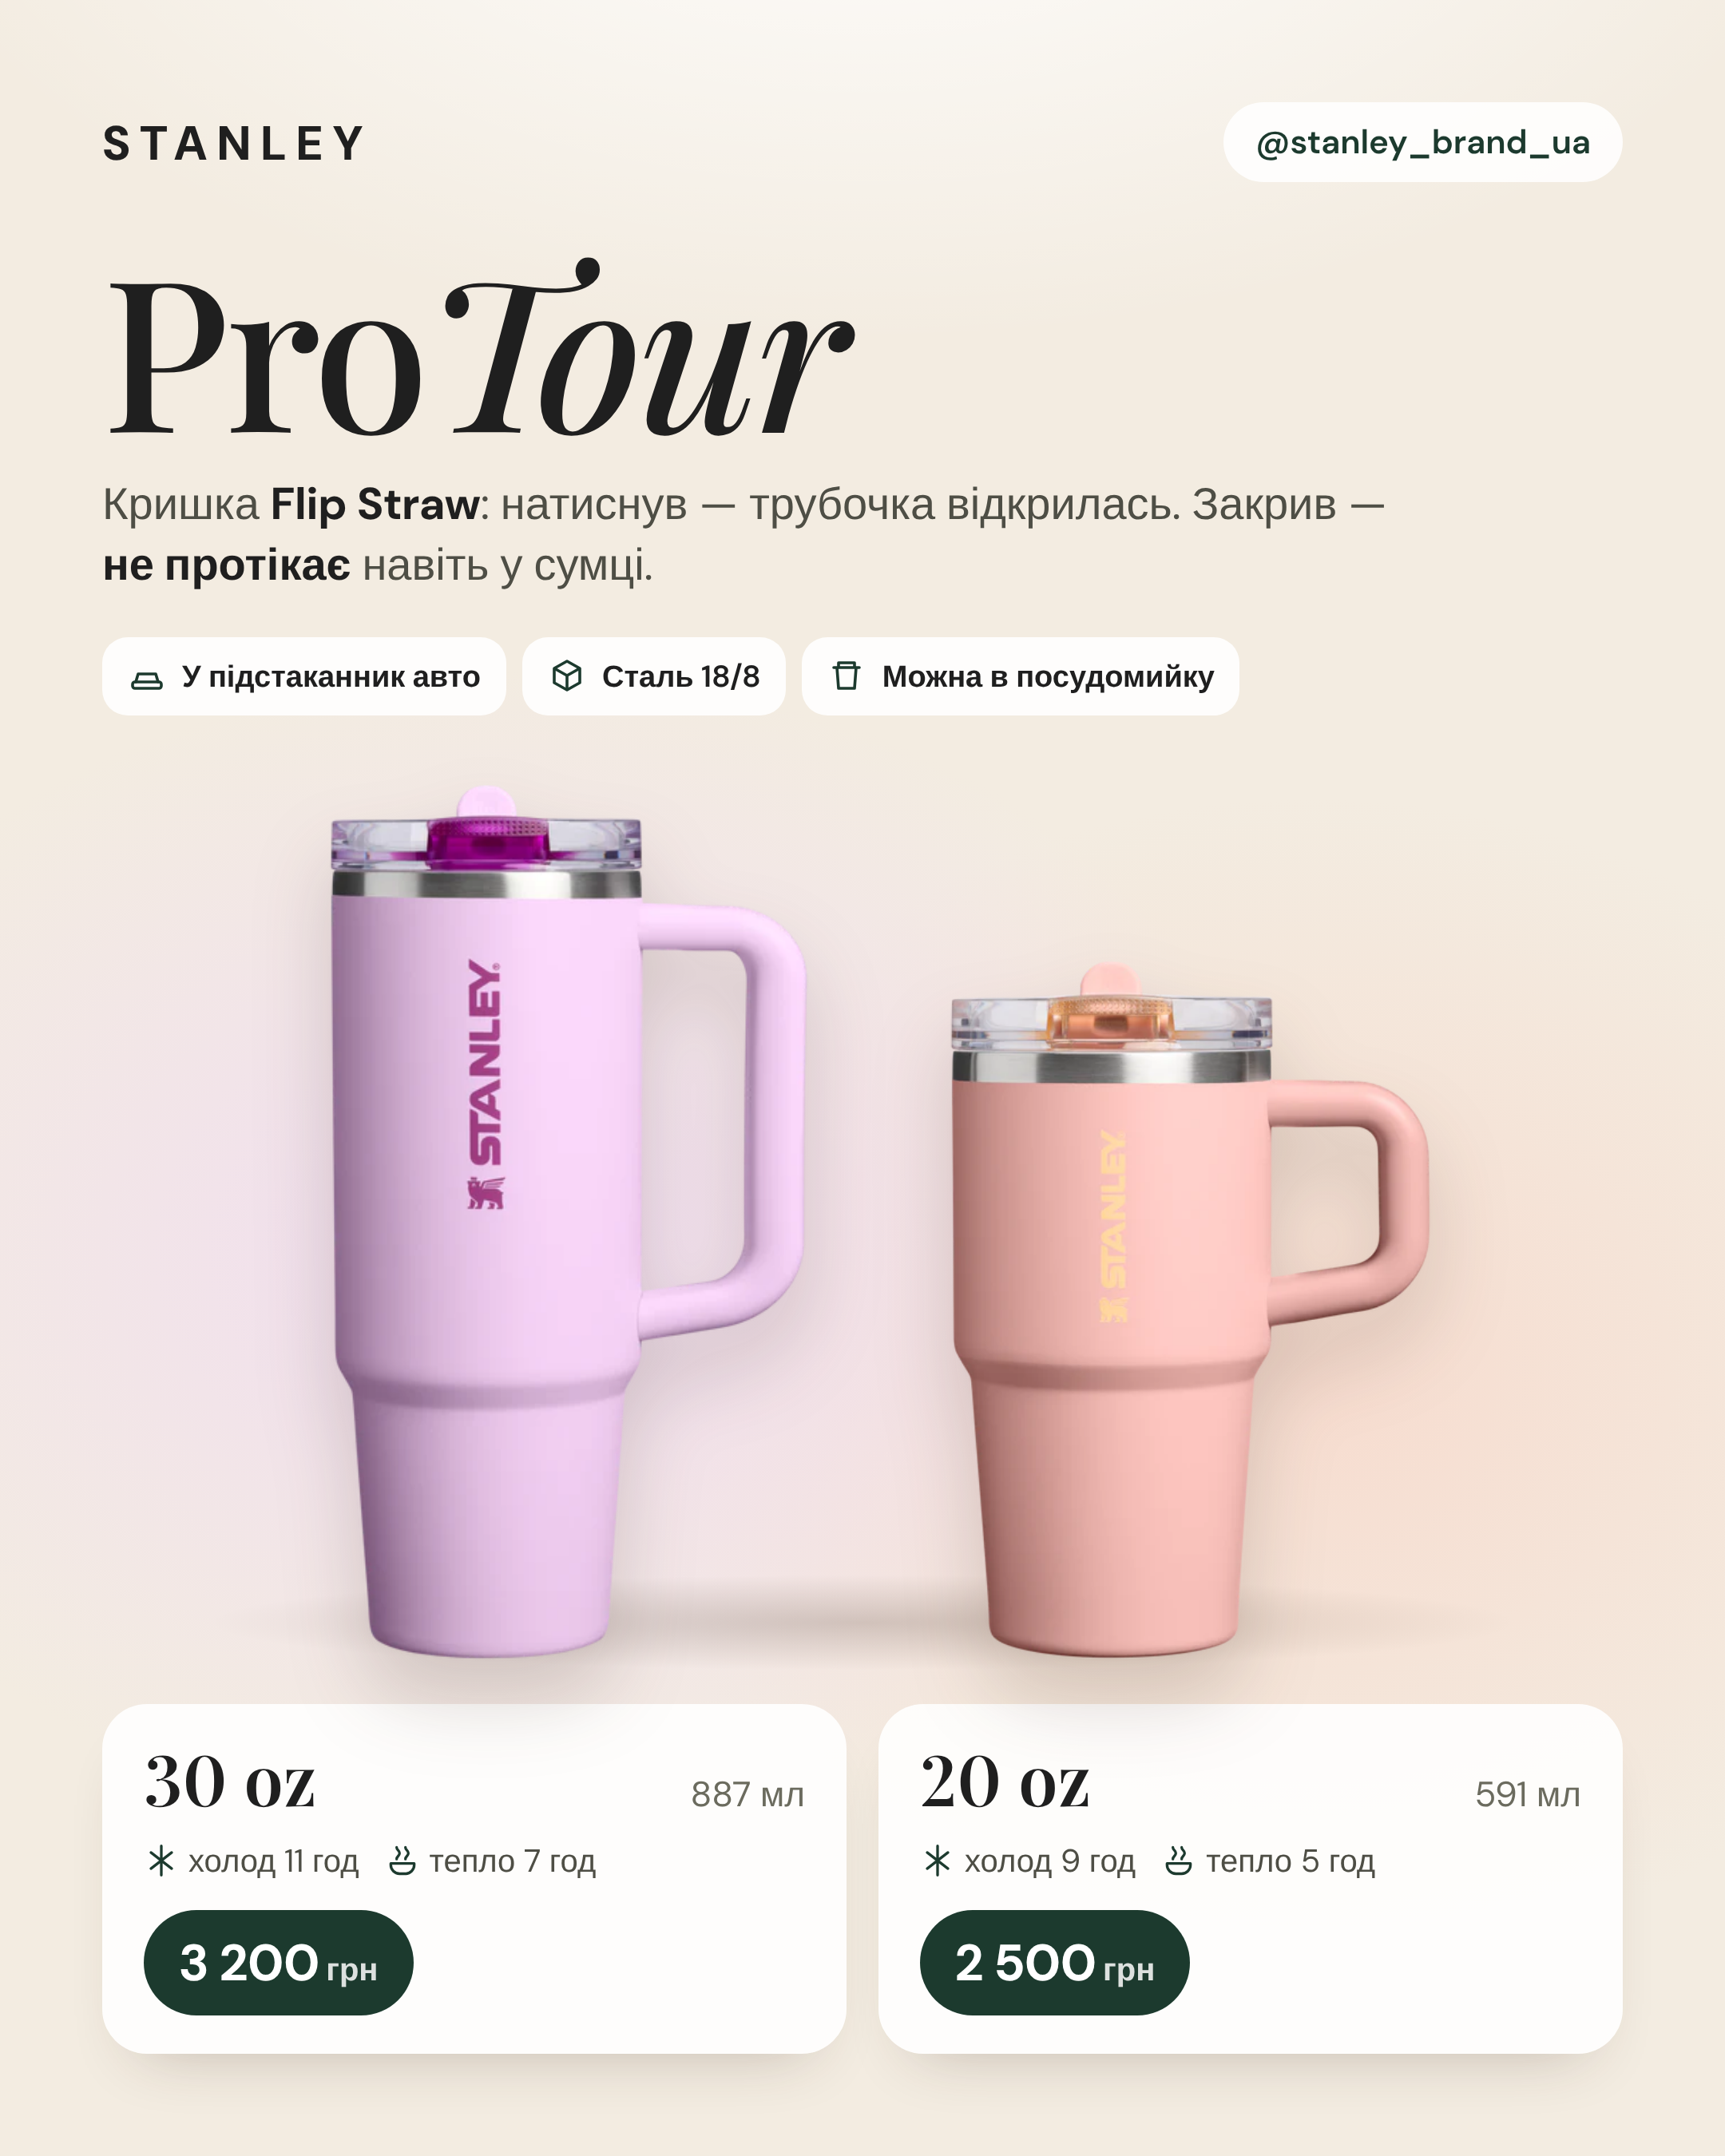 STANLEY
@stanley_brand_ua
ProTour
Кришка Flip Straw: натиснув — трубочка відкрилась. Закрив —
не протікає навіть у сумці.
У підстаканник авто
Сталь 18/8
Можна в посудомийку
STANLEY®
STANLEY
30 oz
887 мл
холод 11 год
тепло 7 год
3 200 грн
20 oz
591 мл
холод 9 год
тепло 5 год
2 500 грн